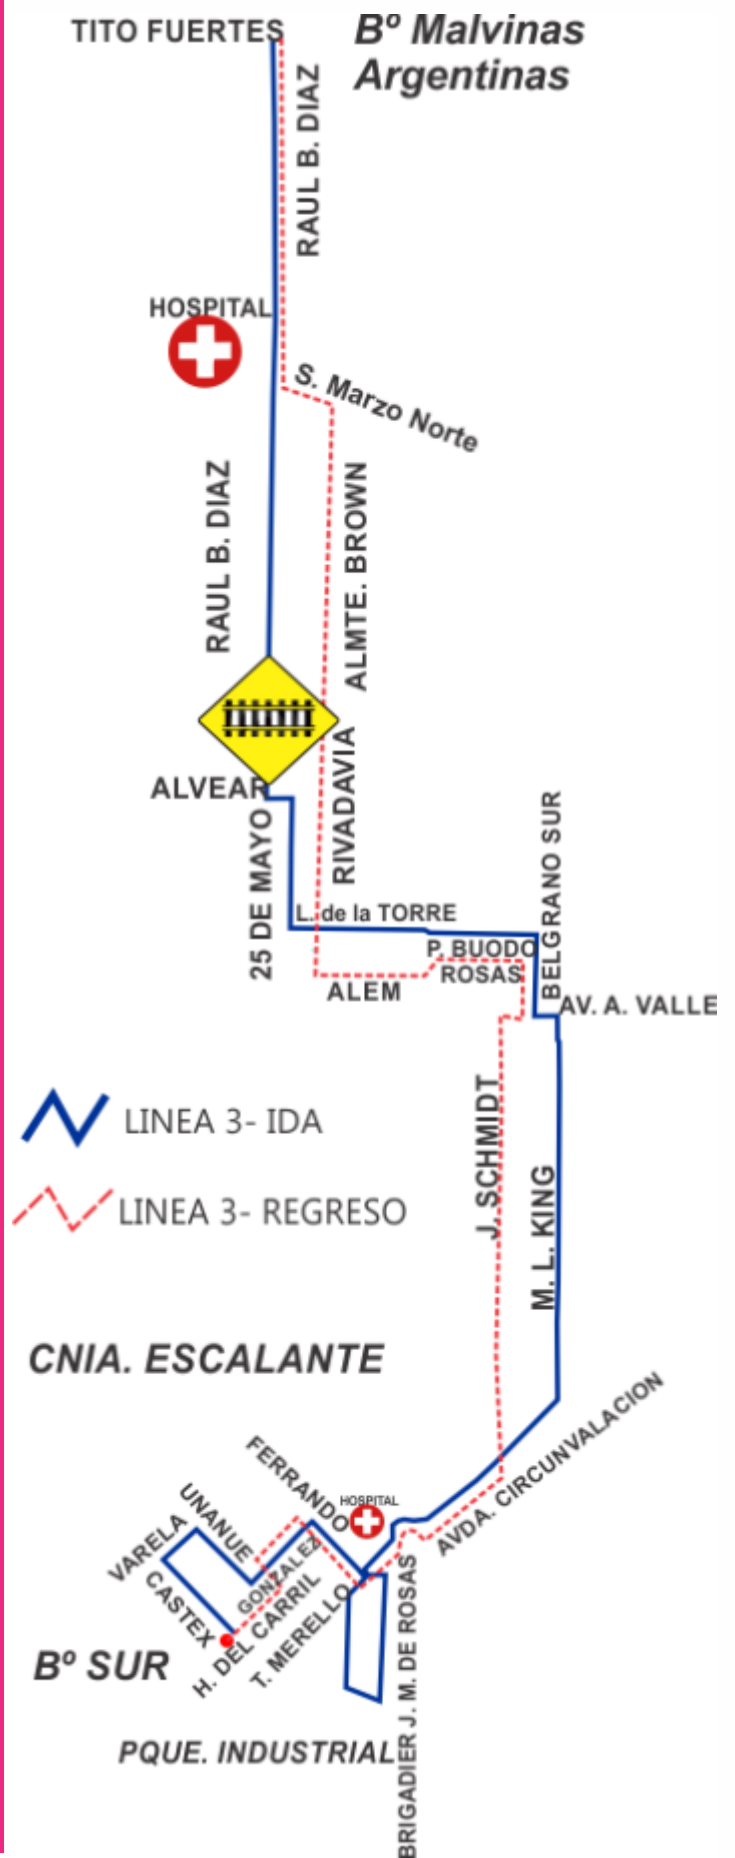 TITO FUERTES
Bº Malvinas
Argentinas
RAUL B. DIAZ
HOSPITAL
S. Marzo Norte
RAUL B. DIAZ
ALMTE. BROWN
RIVADAVIA
ALVEAR
25 DE MAYO
BELGRANO SUR
L. de la TORRE
P. BUODO
ROSAS
ALEM
AV. A. VALLE
J. SCHMIDT
M. L. KING
LINEA 3- IDA
LINEA 3- REGRESO
CNIA. ESCALANTE
AVDA. CIRCUNVALACION
FERRANDO
HOSPITAL
UNANUE
VARELA
GONZALEZ
CASTEX
H. DEL CARRIL
T. MERELLO
BRIGADIER J. M. DE ROSAS
Bº SUR
PQUE. INDUSTRIAL